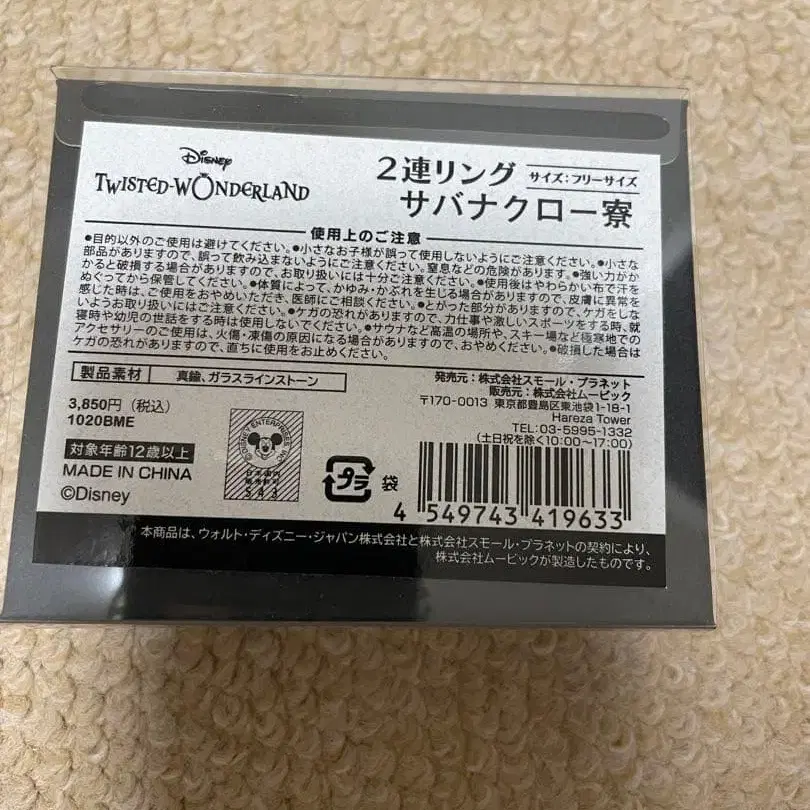 Disney
TWISTED-WONDERLAND
2連リング サイズ:フリーサイズ
サバナクロー寮
使用上のご注意
●目的以外のご使用は避けてください。●小さなお子様が誤って使用しないようにご注意ください。●小さな
部品がありますので、誤って飲み込まないようにご注意ください。窒息などの危険があります。●強い力がか
かると破損する場合がありますので、お取り扱いには十分ご注意ください。●使用後はやわらかい布で汗を
ぬぐってから保管してください。●体質によって、かゆみ・かぶれを生じる場合がありますので、皮膚に異常を
感じた時は、ご使用をおやめいただき、医師にご相談ください。●とがった部分がありますので、ケガをしな
いようお取り扱いにはご注意ください。●ケガの恐れがありますので、力仕事や激しいスポーツをする時、就
寝時や幼児の世話をする時は使用しないでください。●サウナなど高温の場所や、スキー場など極寒地での
アクセサリーのご使用は、火傷・凍傷の原因になる場合がありますので、おやめください。●破損した場合は
ケガの恐れがありますので、直ちに使用をお止めください。
製品素材 真鍮、ガラスラインストーン
3,850円(税込)
1020BME
対象年齢12歳以上
MADE IN CHINA
©Disney
プラ 袋
発売元:株式会社スモール・プラネット
販売元:株式会社ムービック
〒170-0013 東京都豊島区東池袋1-18-1
Hareza Tower
TEL:03-5995-1332
(土日祝を除く10:00~17:00)
4 549743 419633
本商品は、ウォルト・ディズニー・ジャパン株式会社と株式会社スモール・プラネットの契約により、
株式会社ムービックが製造したものです。